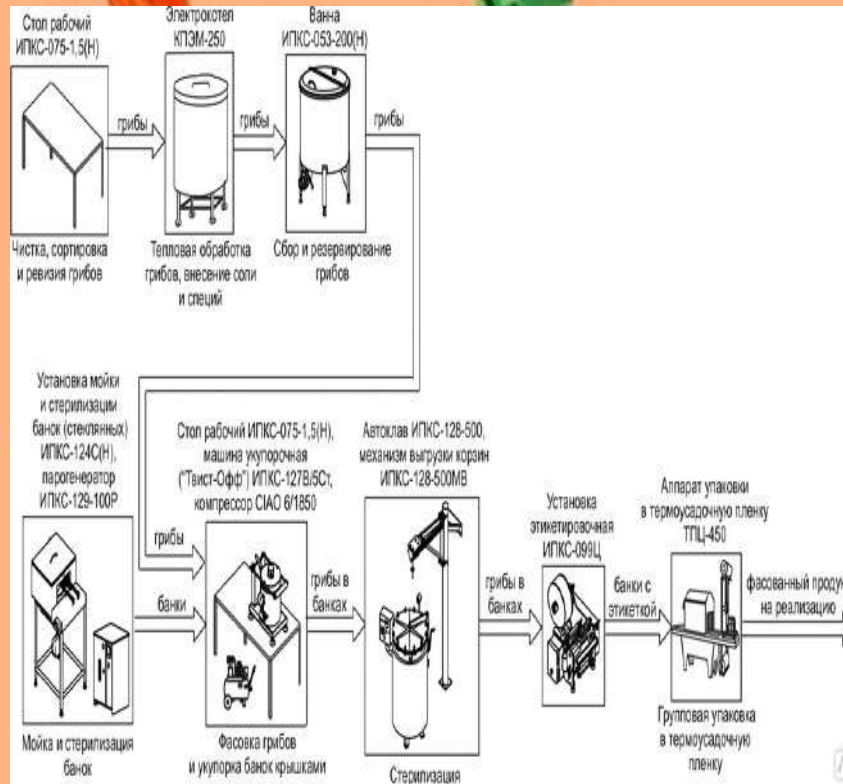 Стол рабочий
ИПКС-075-1,5(Н)
Электрокотел
КПЭМ-250
Ванна
ИПКС-053-200(Н)
грибы
грибы
грибы
Чистка, сортировка
и ревизия грибов
Тепловая обработка
грибов, внесение соли
и специй
Сбор и резервирование
грибов
Установка мойки
и стерилизации
банок (стеклянных)
ИПКС-124С(Н),
парогенератор
ИПКС-129-100Р
Стол рабочий ИПКС-075-1,5(Н),
машина укупорочная
("Твист-Офф") ИПКС-127В/5Ст,
компрессор CIAO 6/1850
Автоклав ИПКС-128-500,
механизм выгрузки корзин
ИПКС-128-500МВ
Установка
этикетировочная
ИПКС-099Ц
Аппарат упаковки
в термоусадочную пленку
ТПЦ-450
грибы
банки
грибы в
банках
грибы в
банках
банки с
этикеткой
фасованный продук
на реализацию
Мойка и стерилизация
банок
Фасовка грибов
и укупорка банок крышками
Стерилизация
Групповая упаковка
в термоусадочную
пленку